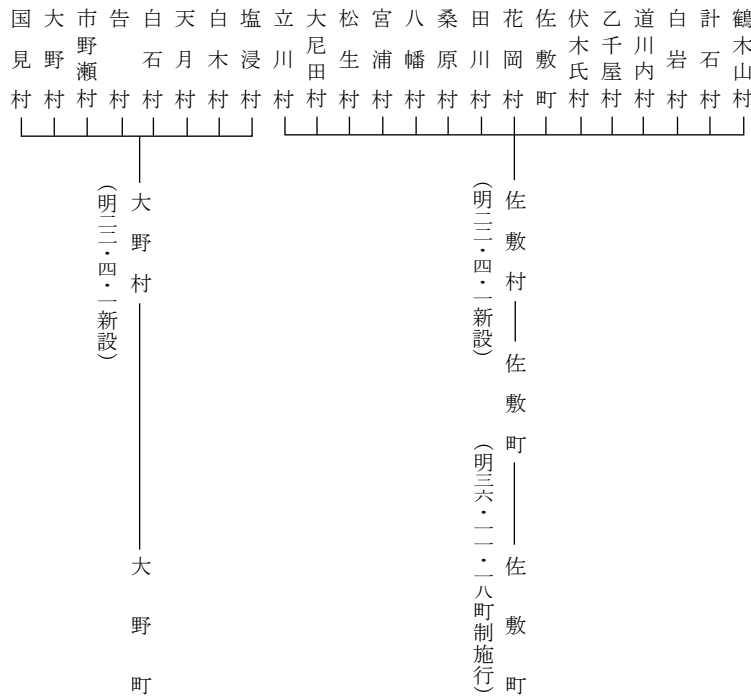 鶴木山村
計石村
白岩村
道川内村
乙千屋村
伏木氏村
佐敷町
花岡村
田川村
桑原村
八幡村
宮浦村
松生村
大尼田村
立川村
塩浸村
白木村
天月村
白石村
告村
市野瀬村
大野村
国見村
佐敷村
(明二二・四・一新設)
佐敷町
佐敷町
(明三六・一一・一八町制施行)
大野村
(明二二・四・一新設)
大野町